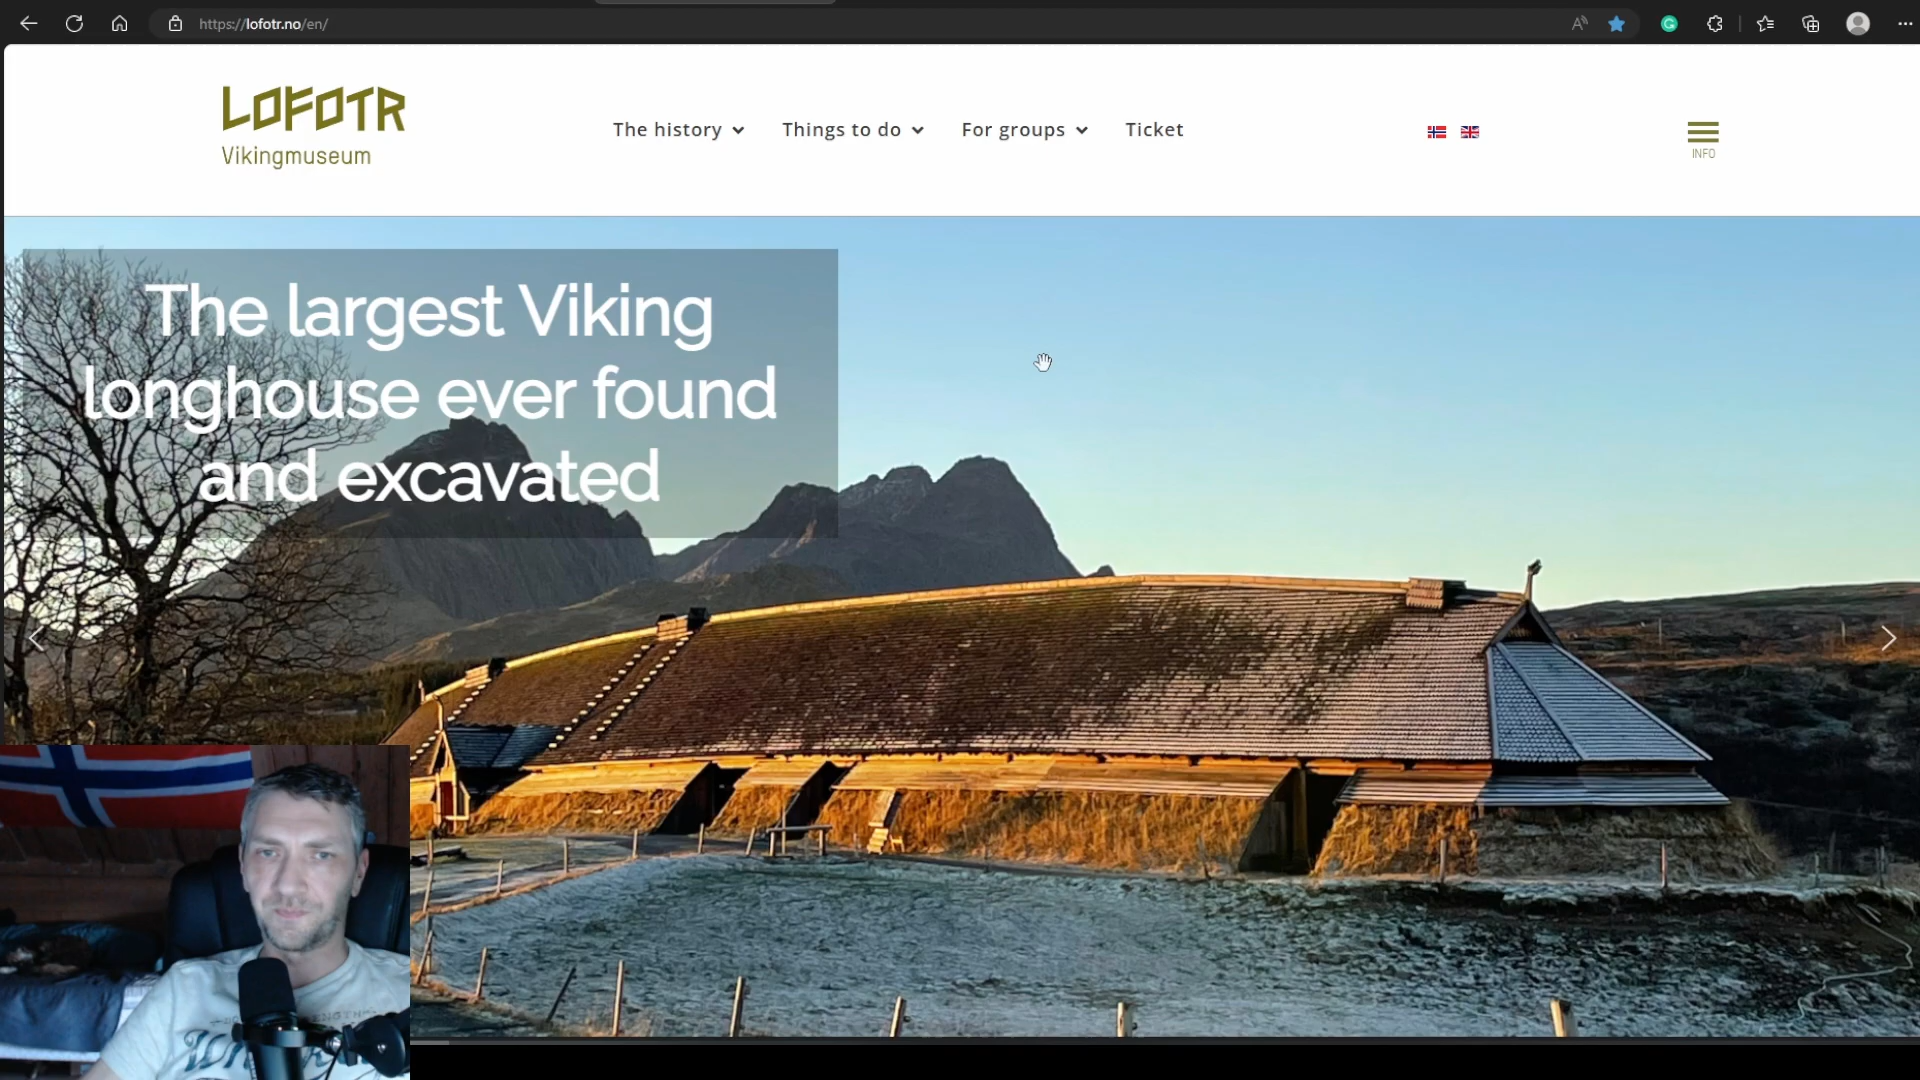 https://lofotr.no/en/
LOFOTR
Vikingmuseum
The history
Things to do
For groups
Ticket
INFO
The largest Viking
longhouse ever found
and excavated